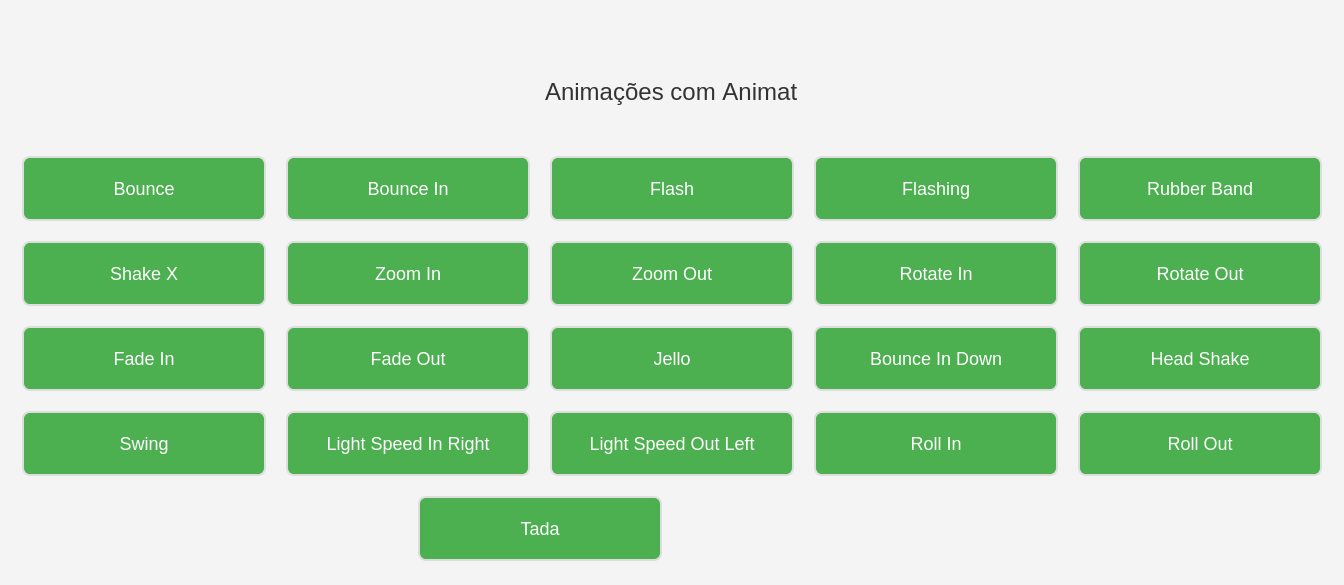 Animações com Animat
Bounce
Bounce In
Flash
Flashing
Rubber Band
Shake X
Zoom In
Zoom Out
Rotate In
Rotate Out
Fade In
Fade Out
Jello
Bounce In Down
Head Shake
Swing
Light Speed In Right
Light Speed Out Left
Roll In
Roll Out
Tada